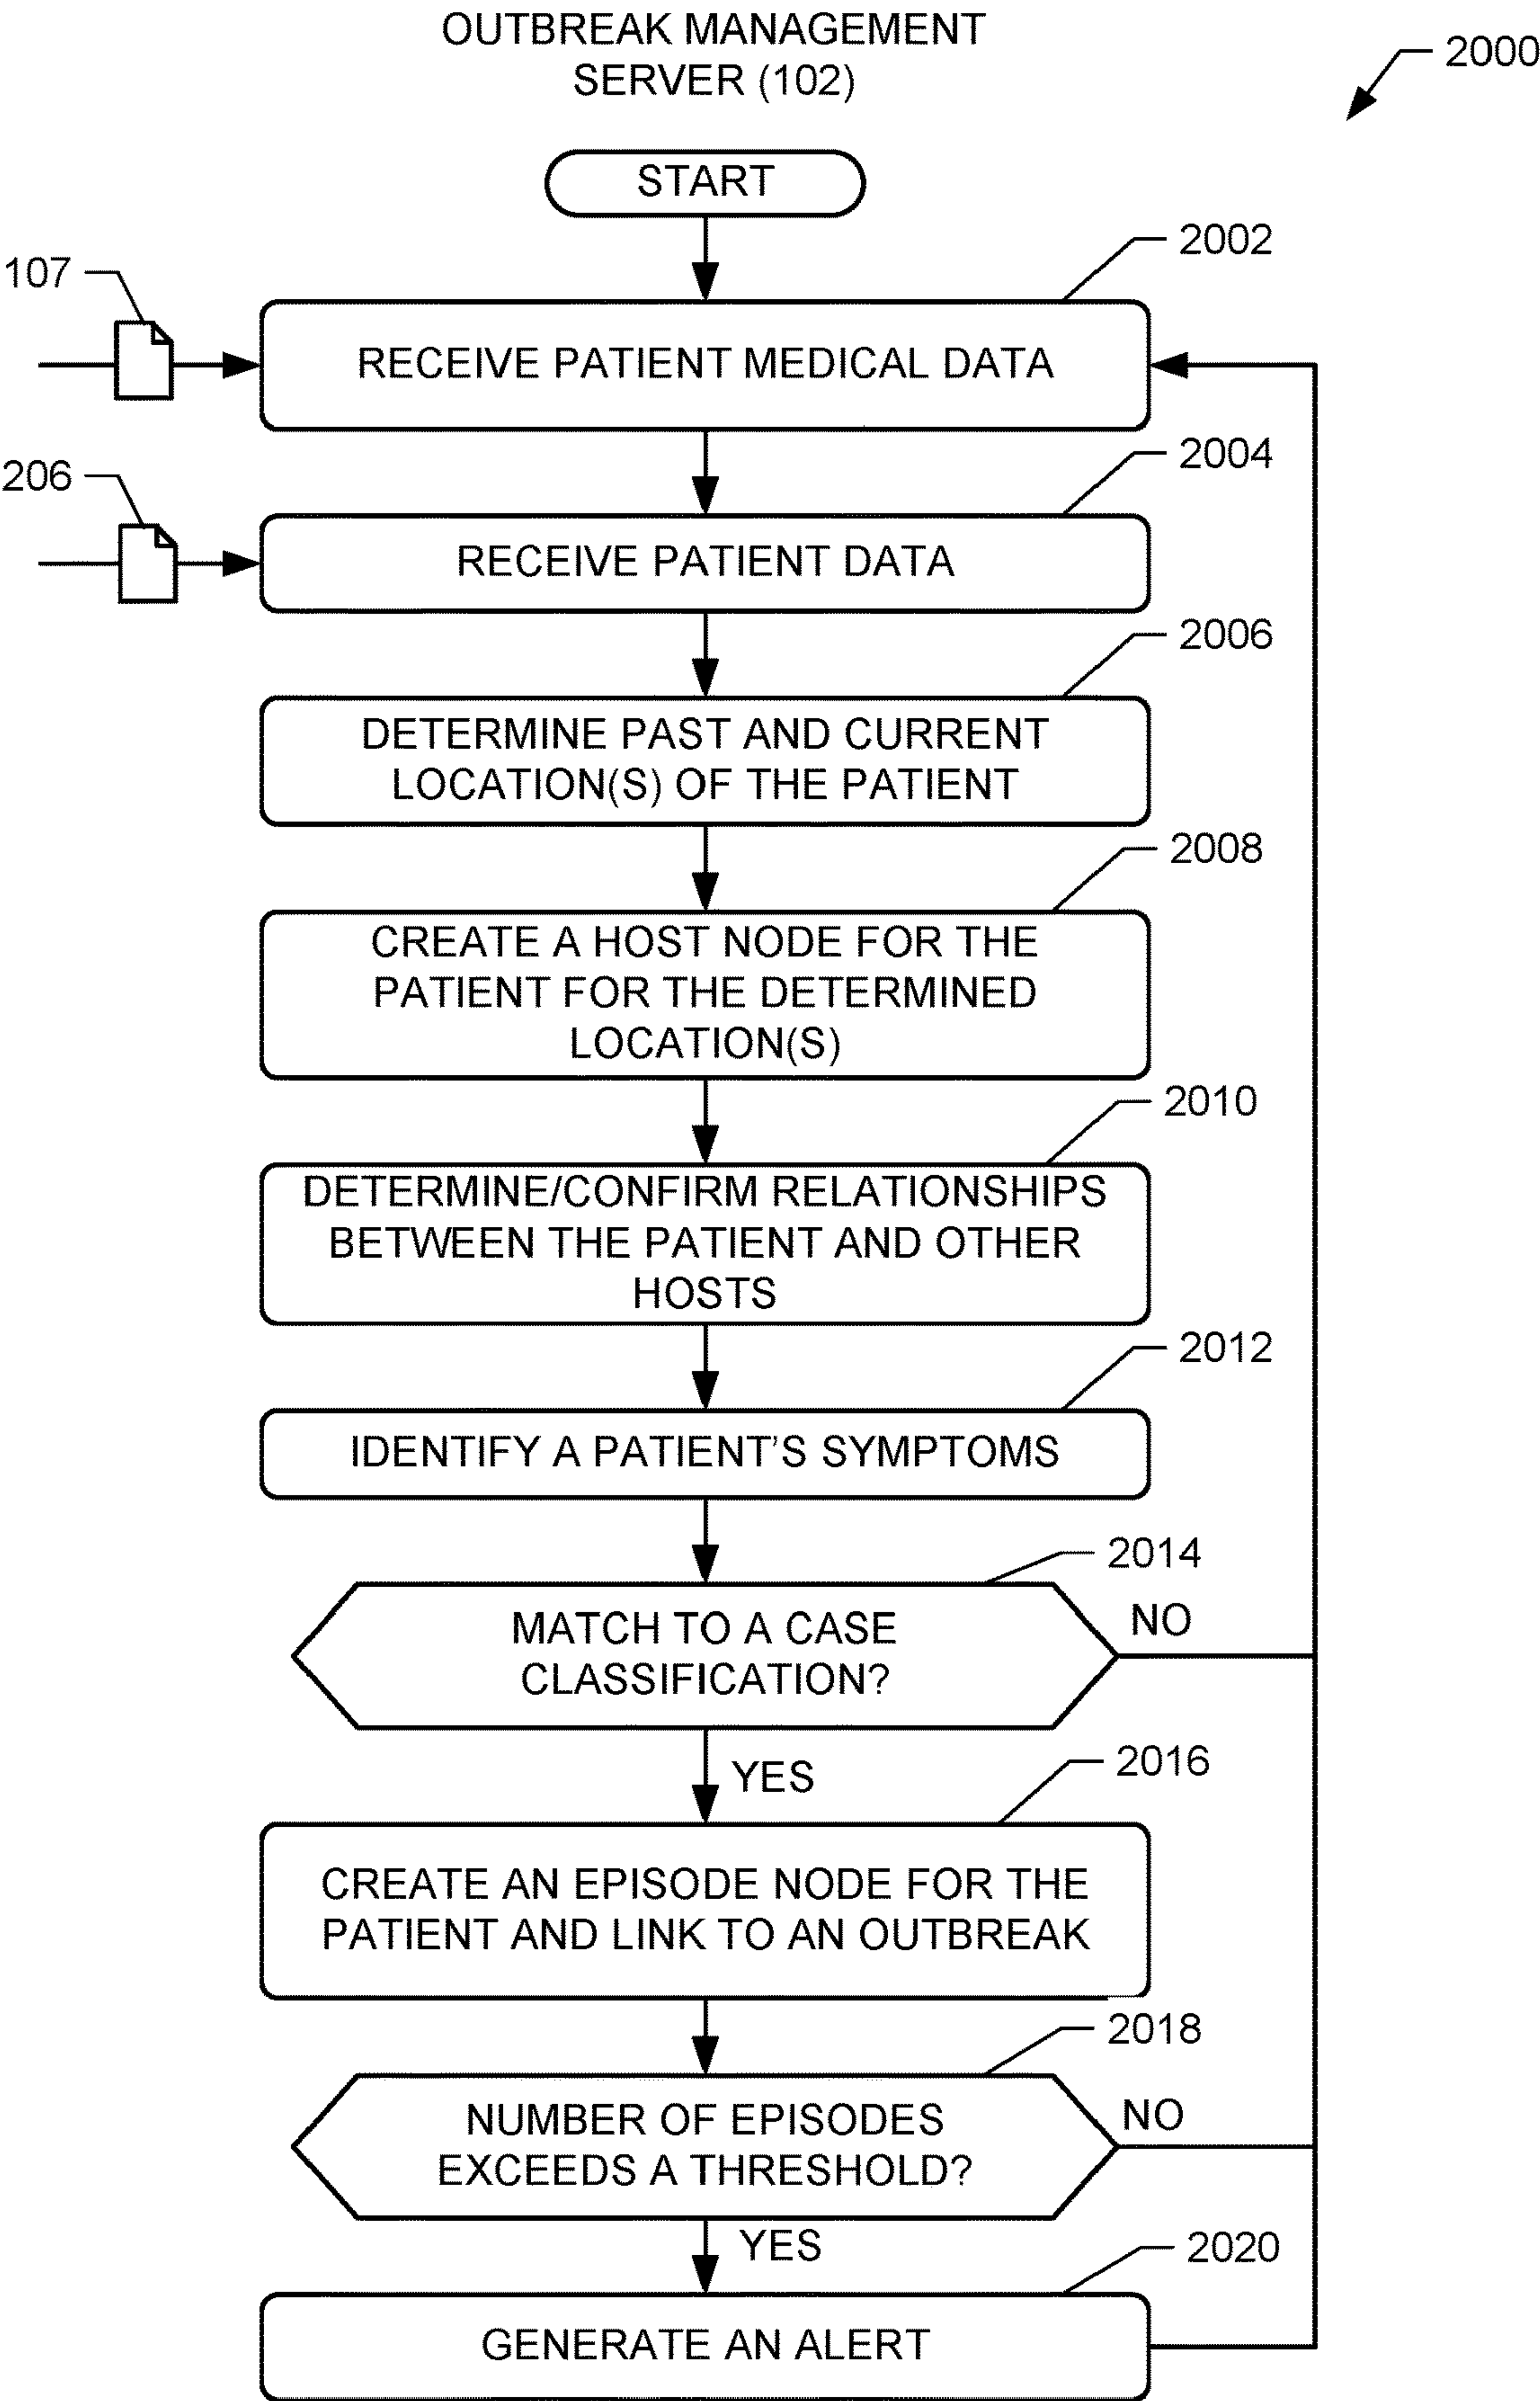 OUTBREAK MANAGEMENT
SERVER (102)
2000
START
2002
107
RECEIVE PATIENT MEDICAL DATA
2004
206
RECEIVE PATIENT DATA
2006
DETERMINE PAST AND CURRENT
LOCATION(S) OF THE PATIENT
2008
CREATE A HOST NODE FOR THE
PATIENT FOR THE DETERMINED
LOCATION(S)
2010
DETERMINE/CONFIRM RELATIONSHIPS
BETWEEN THE PATIENT AND OTHER
HOSTS
2012
IDENTIFY A PATIENT'S SYMPTOMS
2014
MATCH TO A CASE
CLASSIFICATION?
NO
YES
2016
CREATE AN EPISODE NODE FOR THE
PATIENT AND LINK TO AN OUTBREAK
2018
NUMBER OF EPISODES
EXCEEDS A THRESHOLD?
NO
YES
2020
GENERATE AN ALERT